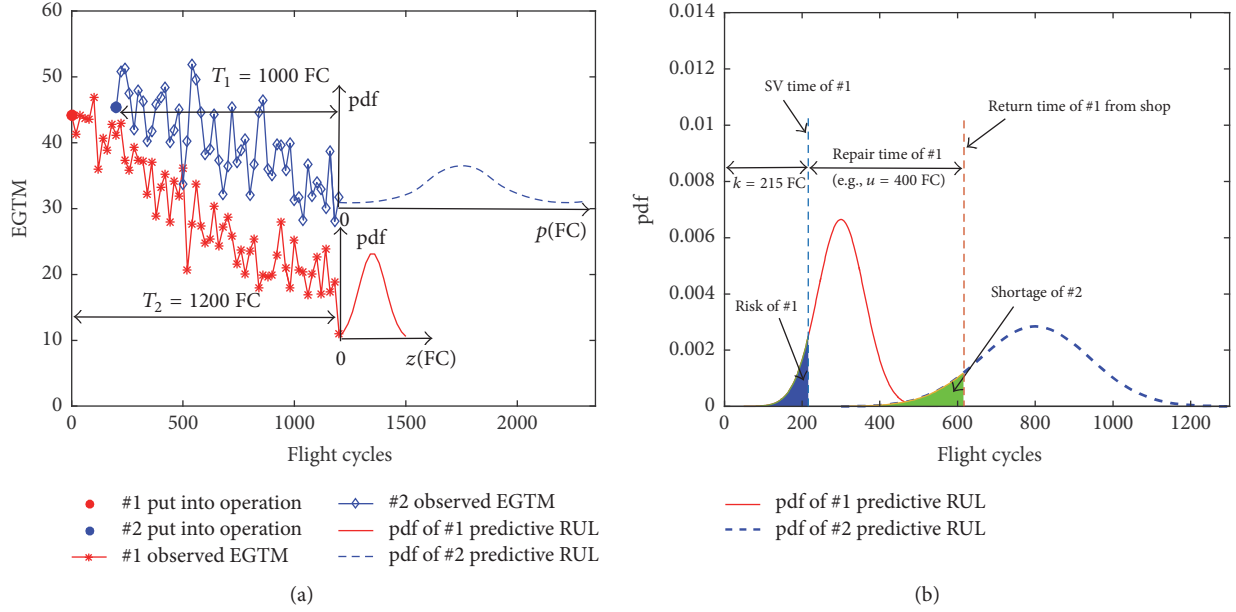 60
50
40
30
20
10
0
EGTM
T1 = 1000 FC
pdf
0
p(FC)
pdf
T2 = 1200 FC
0
z(FC)
0
500
1000
1500
2000
Flight cycles
#1 put into operation
#2 put into operation
#1 observed EGTM
#2 observed EGTM
pdf of #1 predictive RUL
pdf of #2 predictive RUL
(a)
0.014
0.012
0.01
0.008
0.006
0.004
0.002
0
pdf
SV time of #1
Return time of #1 from shop
Repair time of #1
k = 215 FC
(e.g., u = 400 FC)
Risk of #1
Shortage of #2
0
200
400
600
800
1000
1200
Flight cycles
pdf of #1 predictive RUL
pdf of #2 predictive RUL
(b)